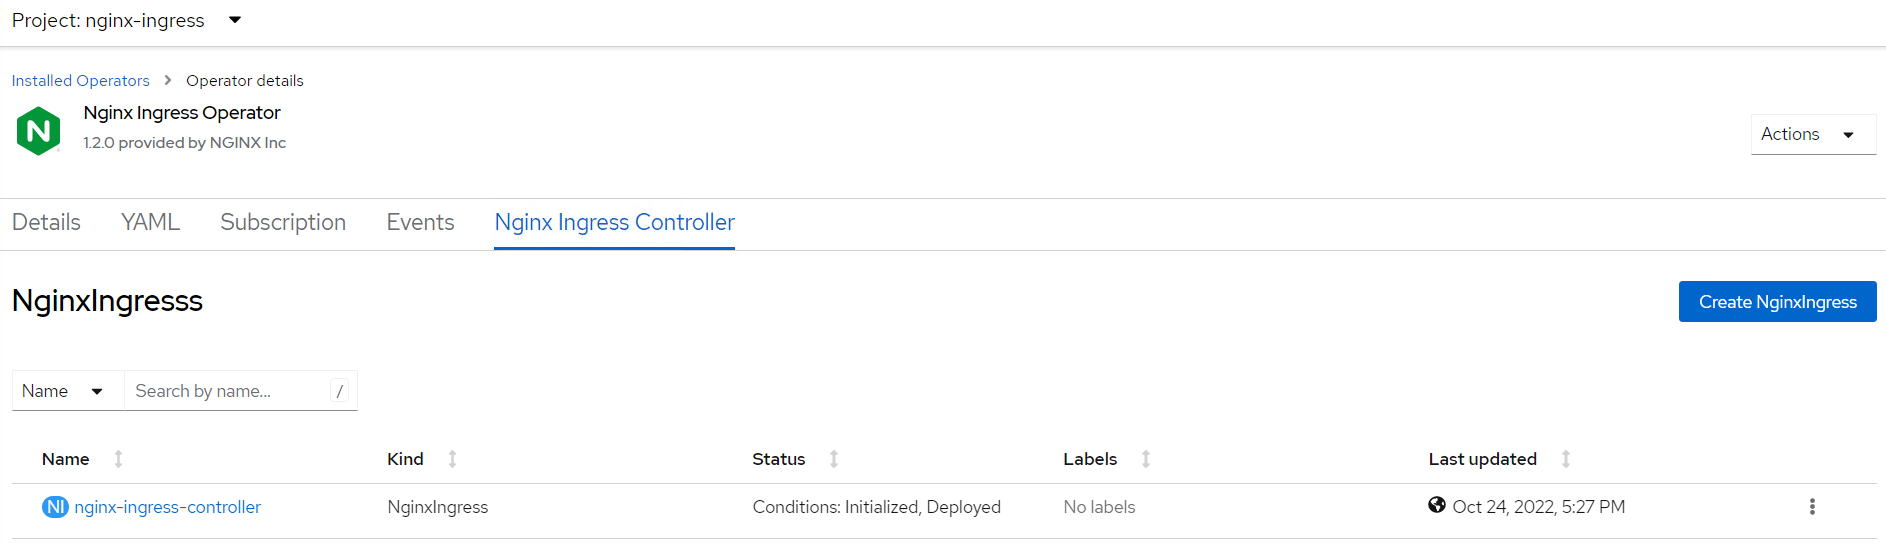 Project: nginx-ingress
Installed Operators > Operator details
N
Nginx Ingress Operator
1.2.0 provided by NGINX Inc
Actions
Details YAML Subscription Events Nginx Ingress Controller
NginxIngresss
Create NginxIngress
Name Search by name... /
Name Kind Status Labels Last updated
NI nginx-ingress-controller NginxIngress Conditions: Initialized, Deployed No labels Oct 24, 2022, 5:27 PM